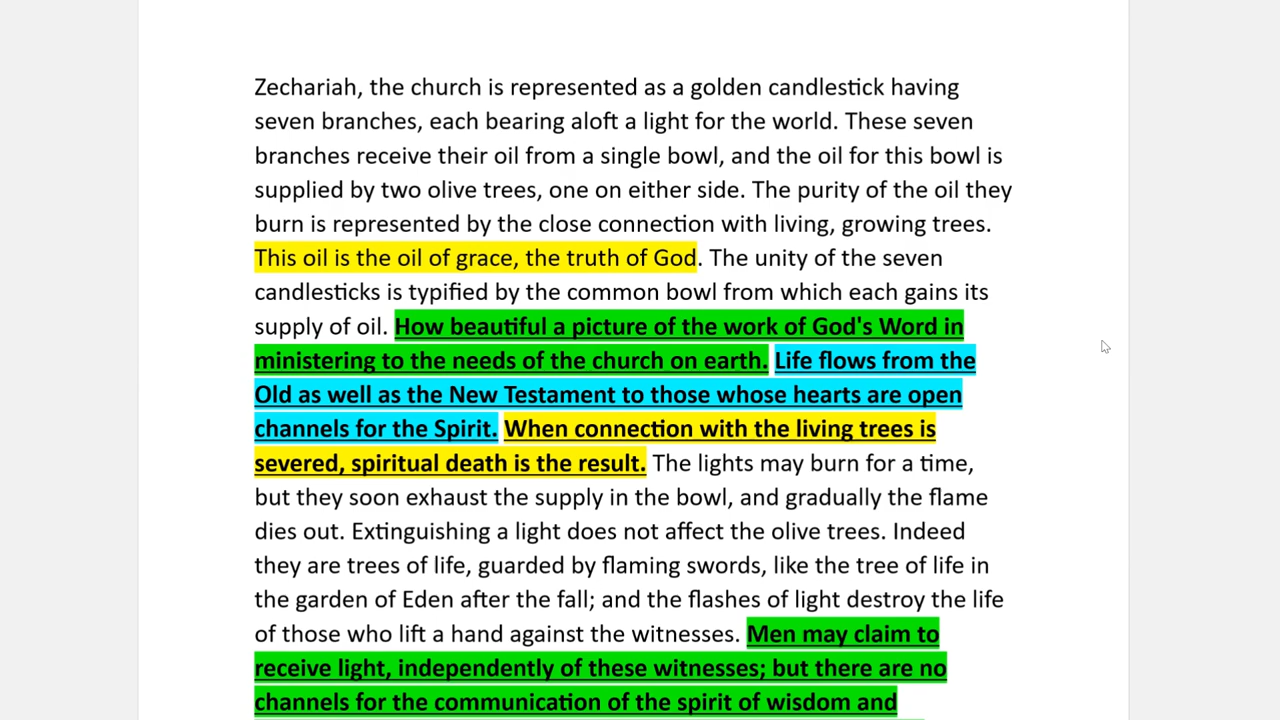 Zechariah, the church is represented as a golden candlestick having
seven branches, each bearing aloft a light for the world. These seven
branches receive their oil from a single bowl, and the oil for this bowl is
supplied by two olive trees, one on either side. The purity of the oil they
burn is represented by the close connection with living, growing trees.
This oil is the oil of grace, the truth of God. The unity of the seven
candlesticks is typified by the common bowl from which each gains its
supply of oil. How beautiful a picture of the work of God's Word in
ministering to the needs of the church on earth. Life flows from the
Old as well as the New Testament to those whose hearts are open
channels for the Spirit. When connection with the living trees is
severed, spiritual death is the result. The lights may burn for a time,
but they soon exhaust the supply in the bowl, and gradually the flame
dies out. Extinguishing a light does not affect the olive trees. Indeed
they are trees of life, guarded by flaming swords, like the tree of life in
the garden of Eden after the fall; and the flashes of light destroy the life
of those who lift a hand against the witnesses. Men may claim to
receive light, independently of these witnesses; but there are no
channels for the communication of the spirit of wisdom and